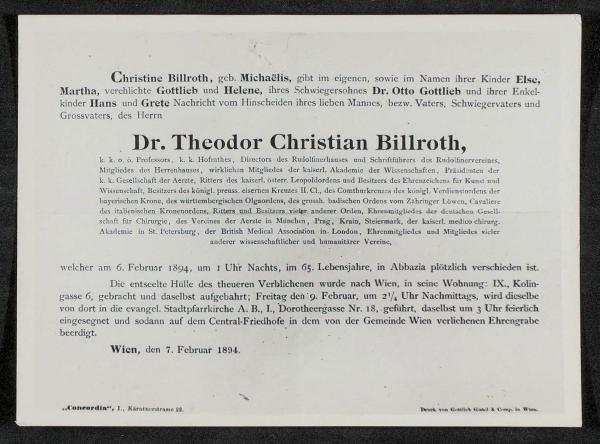 Christine Billroth, geb. Michaëlis, gibt im eigenen, sowie im Namen ihrer Kinder Else,
Martha, verehlichte Gottlieb und Helene, ihres Schwiegersohnes Dr. Otto Gottlieb und ihrer Enkel-
kinder Hans und Grete Nachricht vom Hinscheiden ihres lieben Mannes, bezw. Vaters, Schwiegervaters und
Grossvaters, des Herrn
Dr. Theodor Christian Billroth,
k. k. o. ö. Professors, k. k. Hofrathes, Directors des Rudolfinerhauses und Schriftführers des Rudolfinervereines,
Mitgliedes des Herrenhauses, wirklichen Mitgliedes der kaiserl. Akademie der Wissenschaften, Präsidenten der
k. k. Gesellschaft der Aerzte, Ritters des kaiserl. österr. Leopoldordens und Besitzers des Ehrenzeichens für Kunst und
Wissenschaft, Besitzers des königl. preuss. eisernen Kreuzes II. Cl., des Comthurkreuzes des königl. Verdienstordens der
bayerischen Krone, des württembergischen Olgaordens, des grossh. badischen Ordens vom Zähringer Löwen, Cavaliere
des italienischen Kronenordens, Ritters und Besitzers vieler anderer Orden, Ehrenmitgliedes der deutschen Gesell-
schaft für Chirurgie, des Vereines der Aerzte in München, Prag, Krain, Steiermark, der kaiserl. medico-chirurg.
Akademie in St. Petersburg, der British Medical Association in London, Ehrenmitgliedes und Mitgliedes vieler
anderer wissenschaftlicher und humanitärer Vereine,
welcher am 6. Februar 1894, um 1 Uhr Nachts, im 65. Lebensjahre, in Abbazia plötzlich verschieden ist.
Die entseelte Hülle des theueren Verblichenen wurde nach Wien, in seine Wohnung: IX., Kolin-
gasse 6, gebracht und daselbst aufgebahrt; Freitag den 9. Februar, um 2¼ Uhr Nachmittags, wird dieselbe
von dort in die evangel. Stadtpfarrkirche A. B., I., Dorotheergasse Nr. 18, geführt, daselbst um 3 Uhr feierlich
eingesegnet und sodann auf dem Central-Friedhofe in dem von der Gemeinde Wien verlichenen Ehrengrabe
beerdigt.
Wien, den 7. Februar 1894.
„Concordia“, I., Kärntnerstrasse 22.
Druck von Gottlieb Gistel & Comp. in Wien.